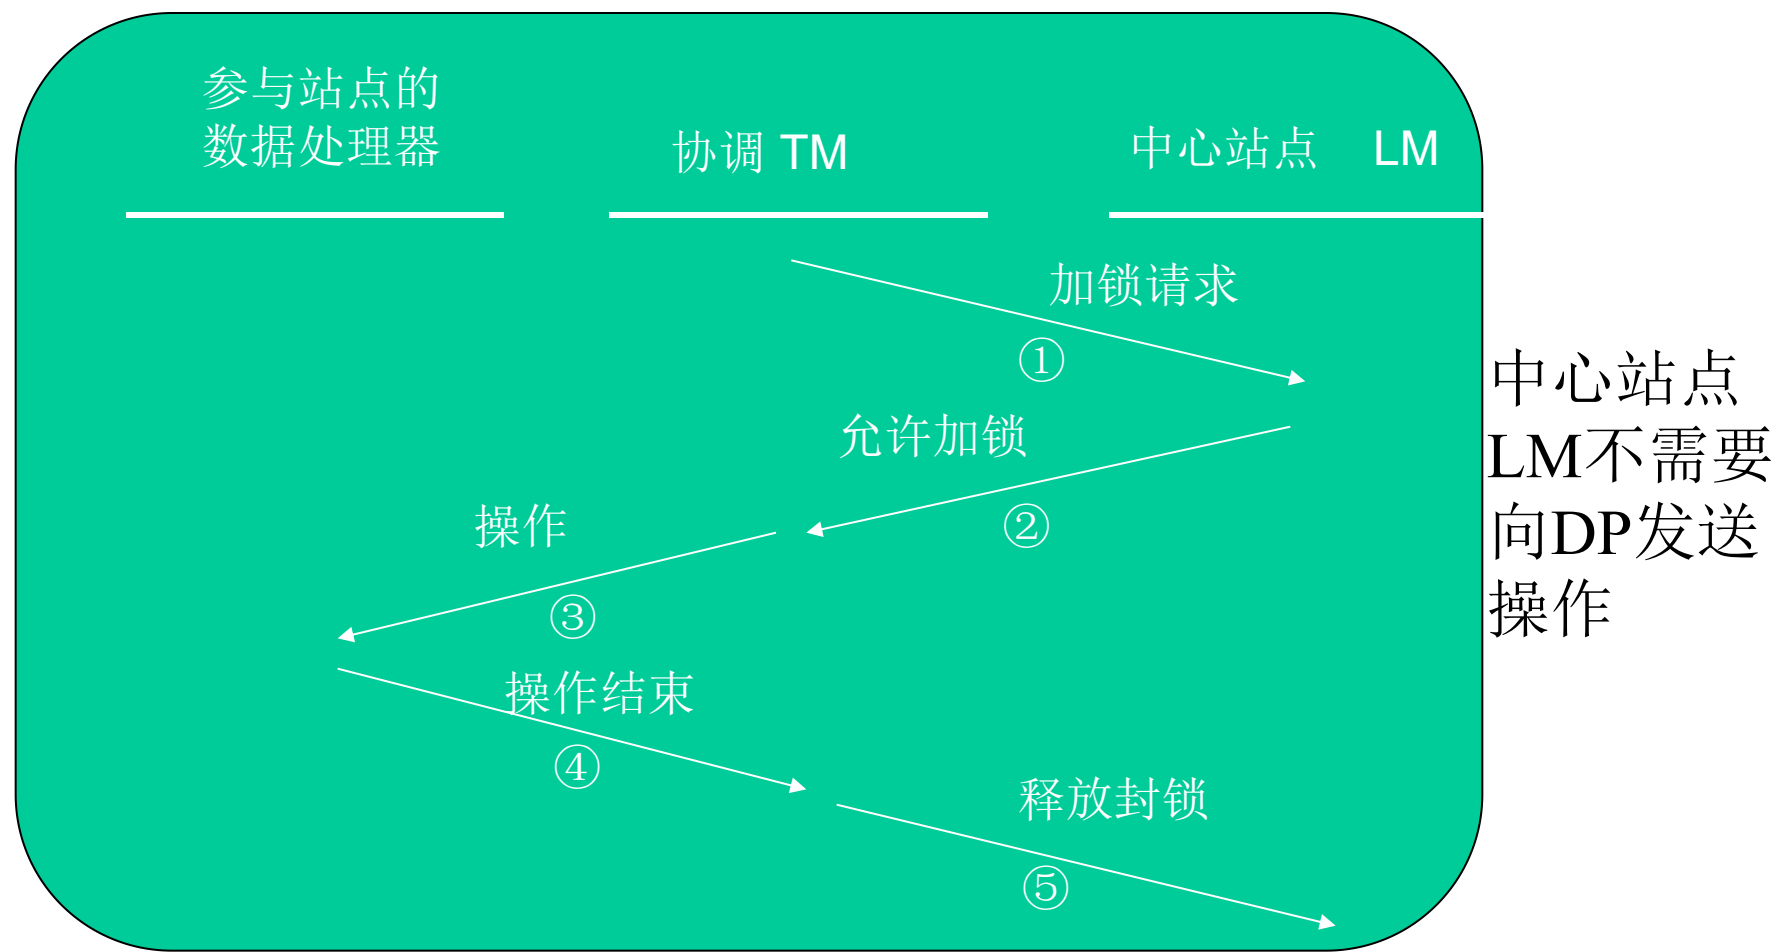 参与站点的
数据处理器
协调 TM
中心站点 LM
加锁请求
①
允许加锁
②
操作
③
操作结束
④
释放封锁
⑤
中心站点
LM不需要
向DP发送
操作